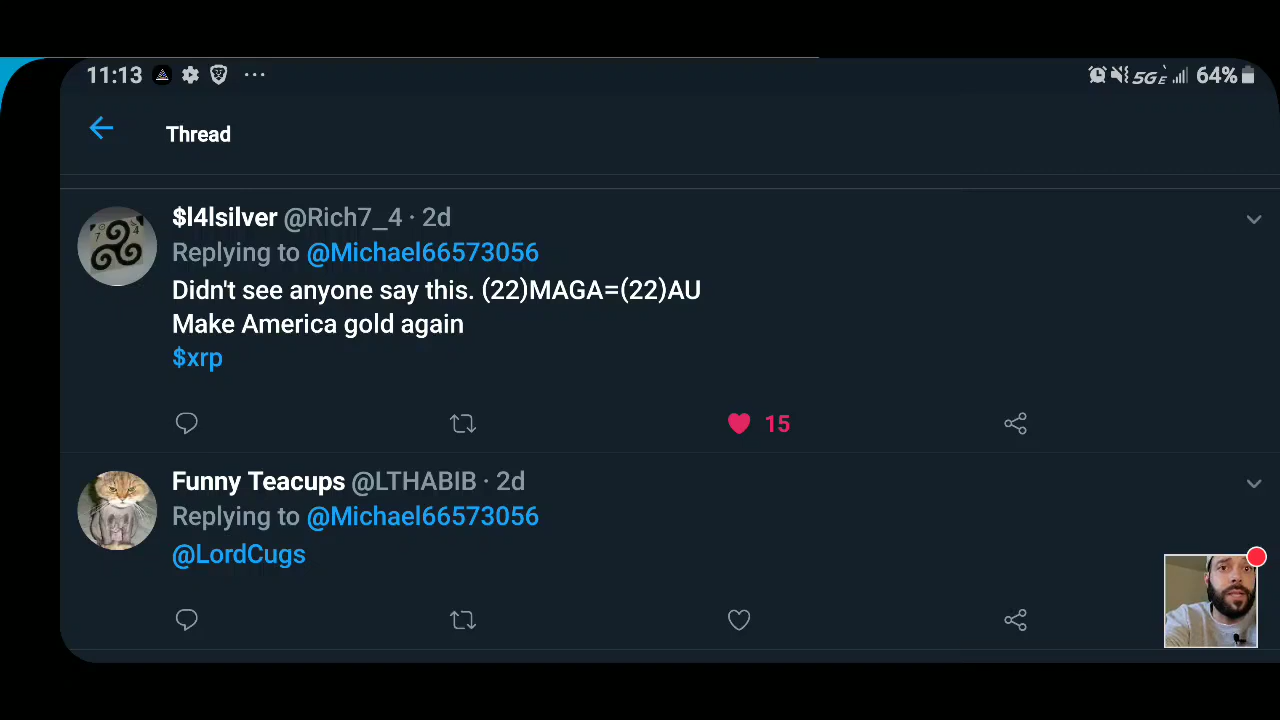 11:13 ... 5GE 64%
Thread
$l4lsilver @Rich7_4 · 2d
Replying to @Michael66573056
Didn't see anyone say this. (22)MAGA=(22)AU
Make America gold again
$xrp
15
Funny Teacups @LTHABIB · 2d
Replying to @Michael66573056
@LordCugs